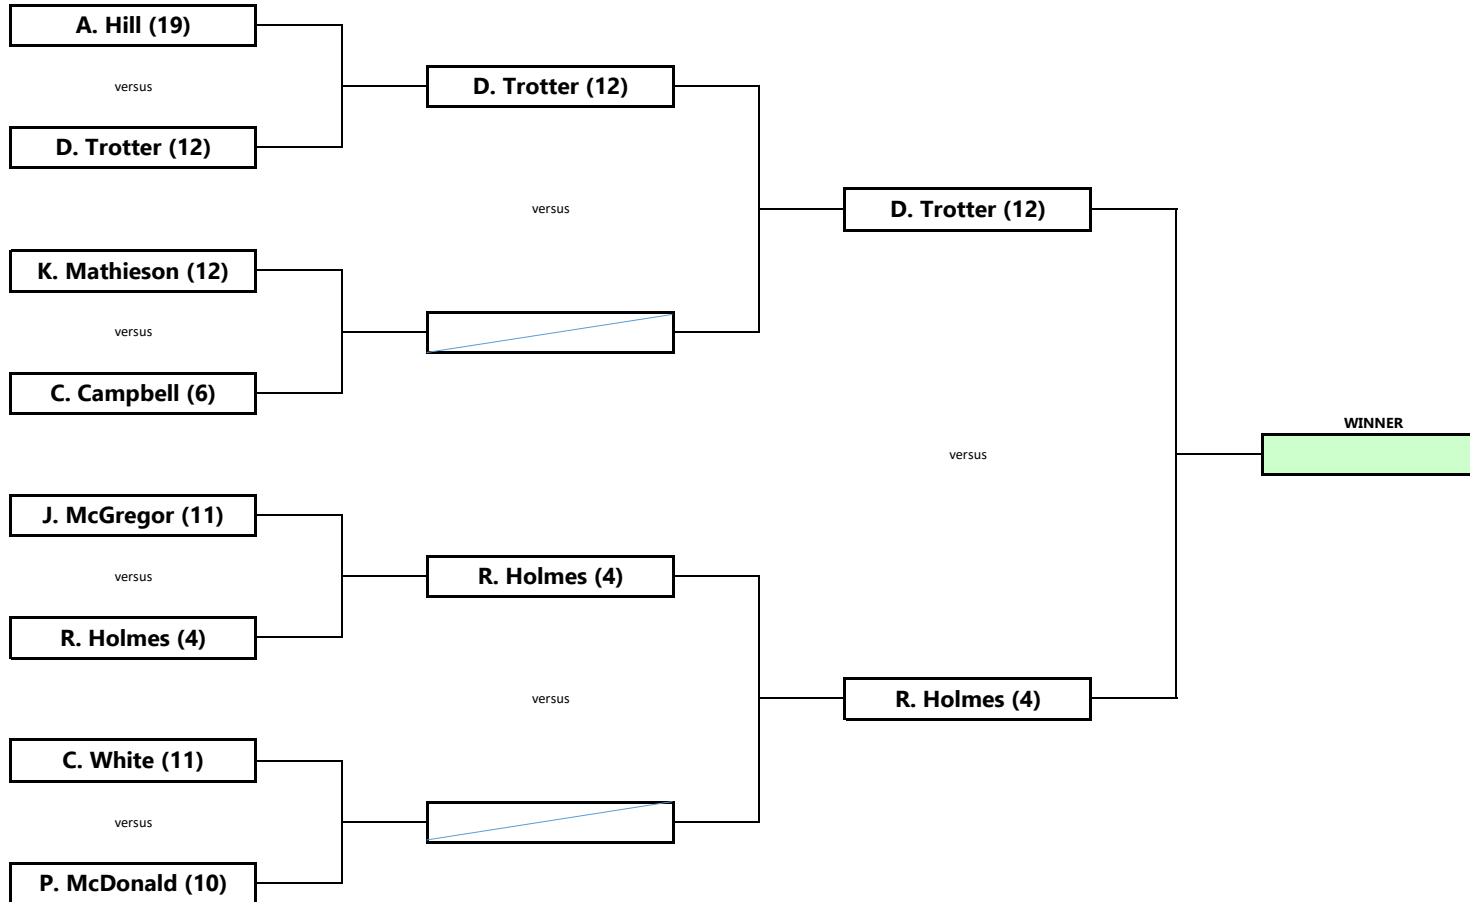 A. Hill (19)
versus
D. Trotter (12)
K. Mathieson (12)
versus
C. Campbell (6)
J. McGregor (11)
versus
R. Holmes (4)
C. White (11)
versus
P. McDonald (10)
D. Trotter (12)
versus
R. Holmes (4)
versus
D. Trotter (12)
versus
R. Holmes (4)
WINNER